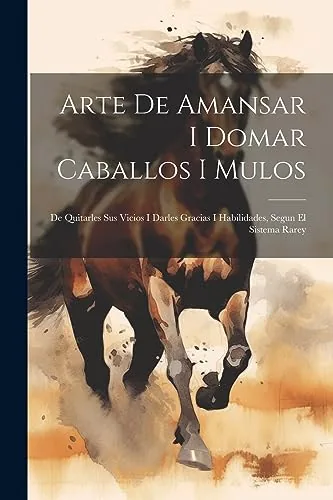 Arte De Amansar
I Domar
Caballos I Mulos
De Quitarles Sus Vicios I Darles Gracias I Habilidades, Segun El
Sistema Rarey